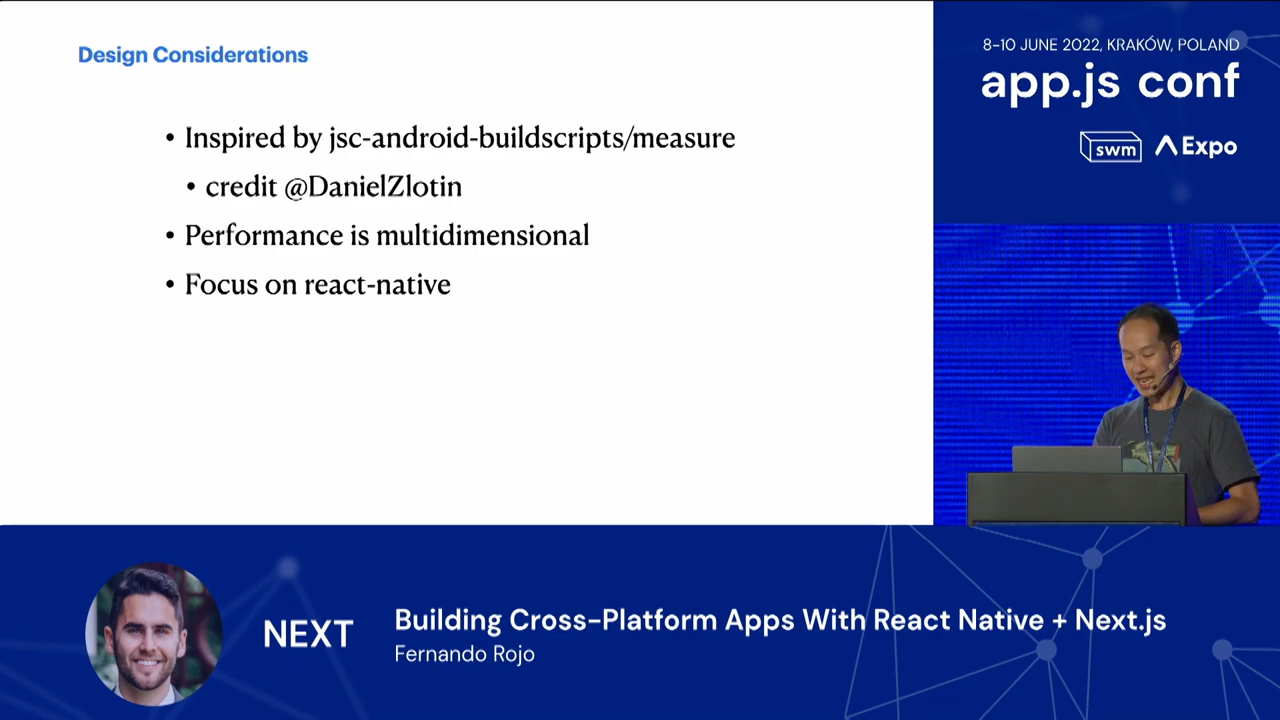 Design Considerations
• Inspired by jsc-android-buildscripts/measure
• credit @DanielZlotin
• Performance is multidimensional
• Focus on react-native
8–10 JUNE 2022, KRAKÓW, POLAND
app.js conf
swm Expo
NEXT
Building Cross-Platform Apps With React Native + Next.js
Fernando Rojo